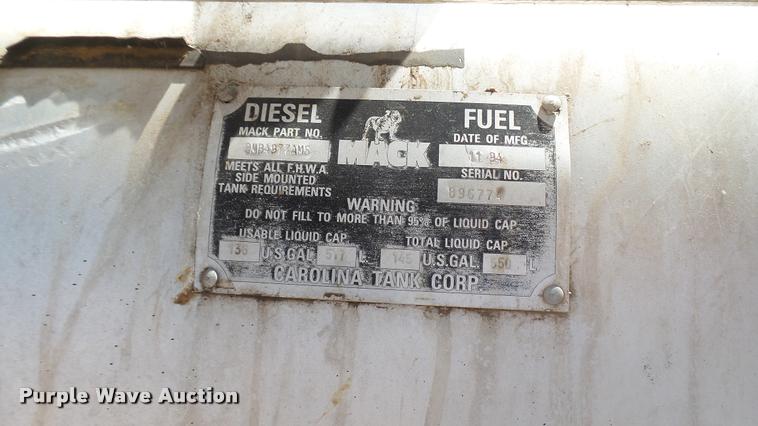 DIESEL FUEL
MACK PART NO. DATE OF MFG.
MACK 11 94
MEETS ALL F.H.W.A.
SIDE MOUNTED SERIAL NO.
TANK REQUIREMENTS
WARNING
DO NOT FILL TO MORE THAN 95% OF LIQUID CAP.
USABLE LIQUID CAP. TOTAL LIQUID CAP.
U.S.GAL. L 145 U.S.GAL. 550 L
CAROLINA TANK CORP.
Purple Wave Auction